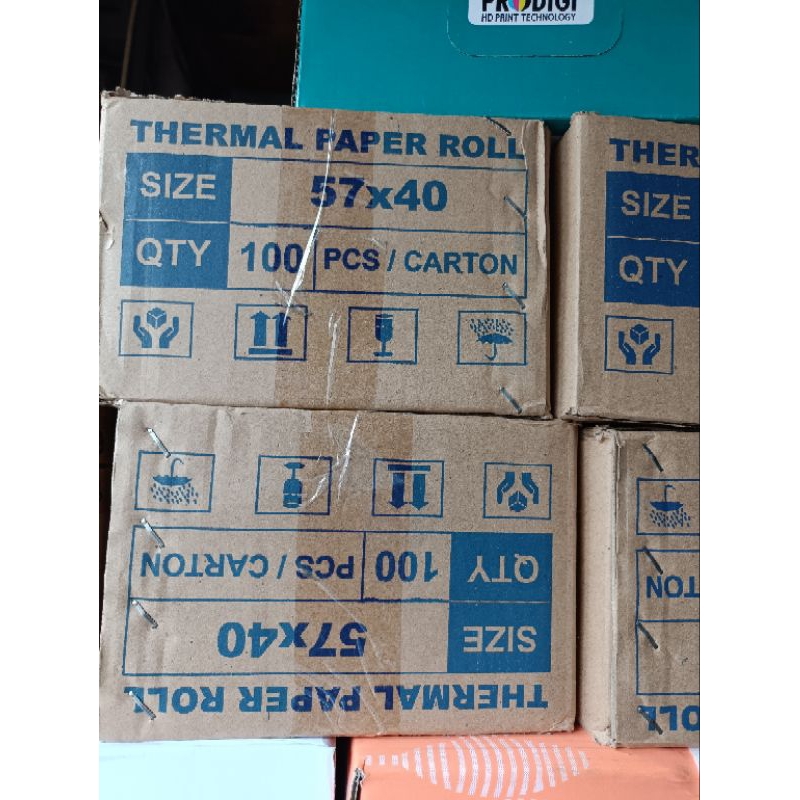 PRODIGI
HD PRINT TECHNOLOGY
THERMAL PAPER ROLL
SIZE 57x40
QTY 100 PCS / CARTON
THER
SIZE
QTY
THERMAL PAPER ROLL
SIZE 57x40
QTY 100 PCS / CARTON
TON
OLL